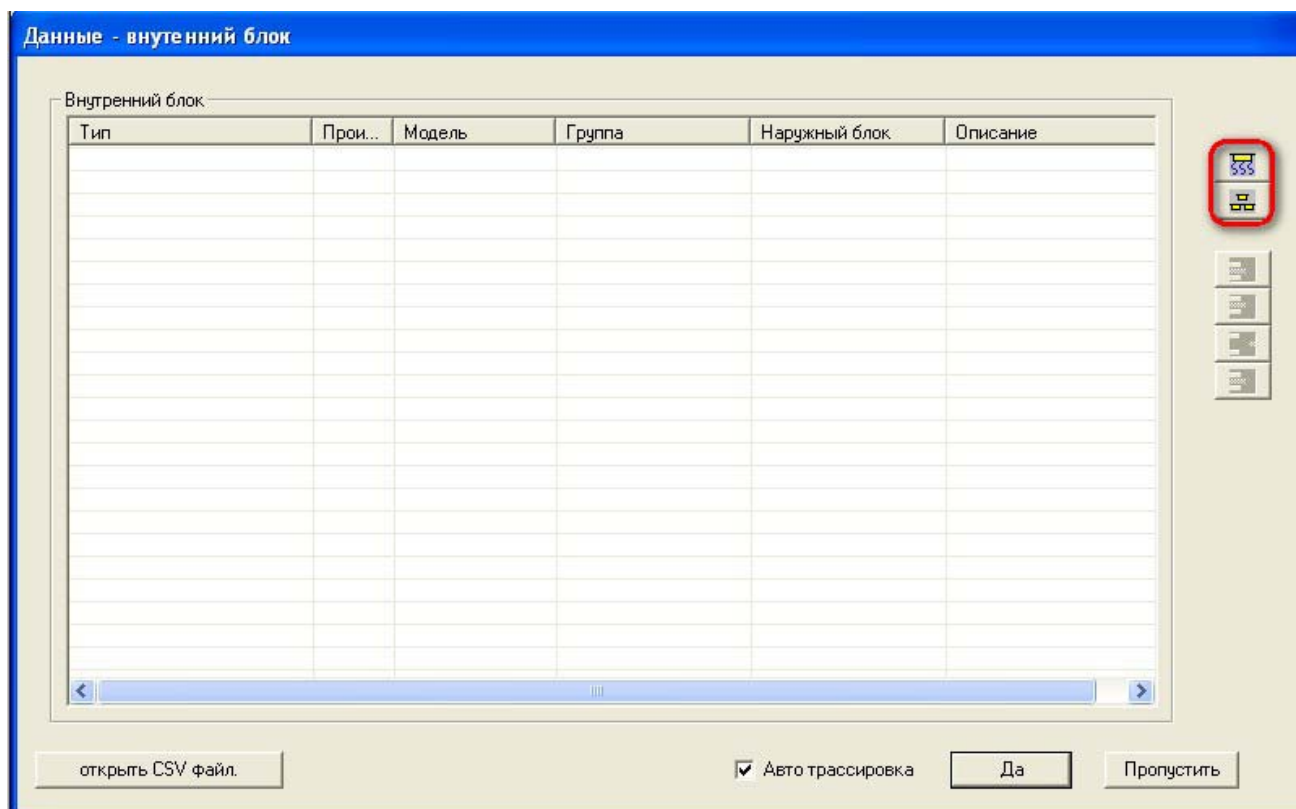 Данные - внутенний блок
Внутренний блок
Тип Прои... Модель Группа Наружный блок Описание
открыть CSV файл. Авто трассировка Да Пропустить